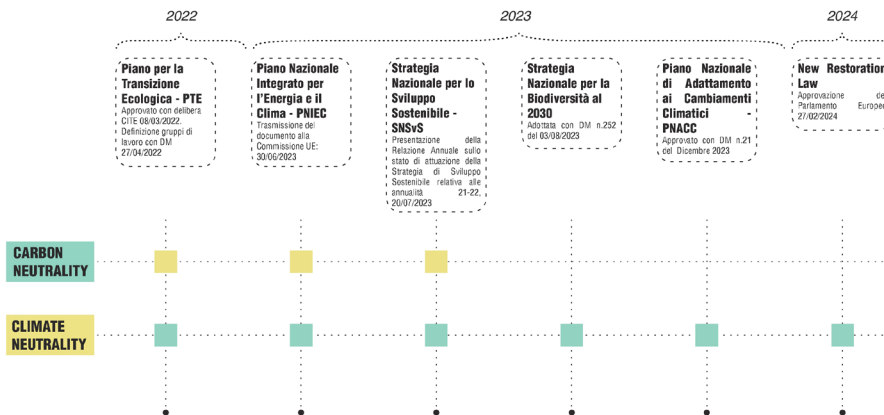 2022
2023
2024
Piano per la
Transizione
Ecologica - PTE
Approvato con delibera
CITE 08/03/2022.
Definizione gruppi di
lavoro con DM
27/04/2022
Piano Nazionale
Integrato per
l'Energia e il
Clima - PNIEC
Trasmissione del
documento alla
Commissione UE:
30/06/2023
Strategia
Nazionale per lo
Sviluppo
Sostenibile -
SNSvS
Presentazione della
Relazione Annuale sullo
stato di attuazione della
Strategia di Sviluppo
Sostenibile relativa alle
annualità 21-22,
20/07/2023
Strategia
Nazionale per la
Biodiversità al
2030
Adottata con DM n.252
del 03/08/2023
Piano Nazionale
di Adattamento
ai Cambiamenti
Climatici -
PNACC
Approvato con DM n.21
del Dicembre 2023
New Restoration
Law
Approvazione de
Parlamento Europe
27/02/2024
CARBON
NEUTRALITY
CLIMATE
NEUTRALITY